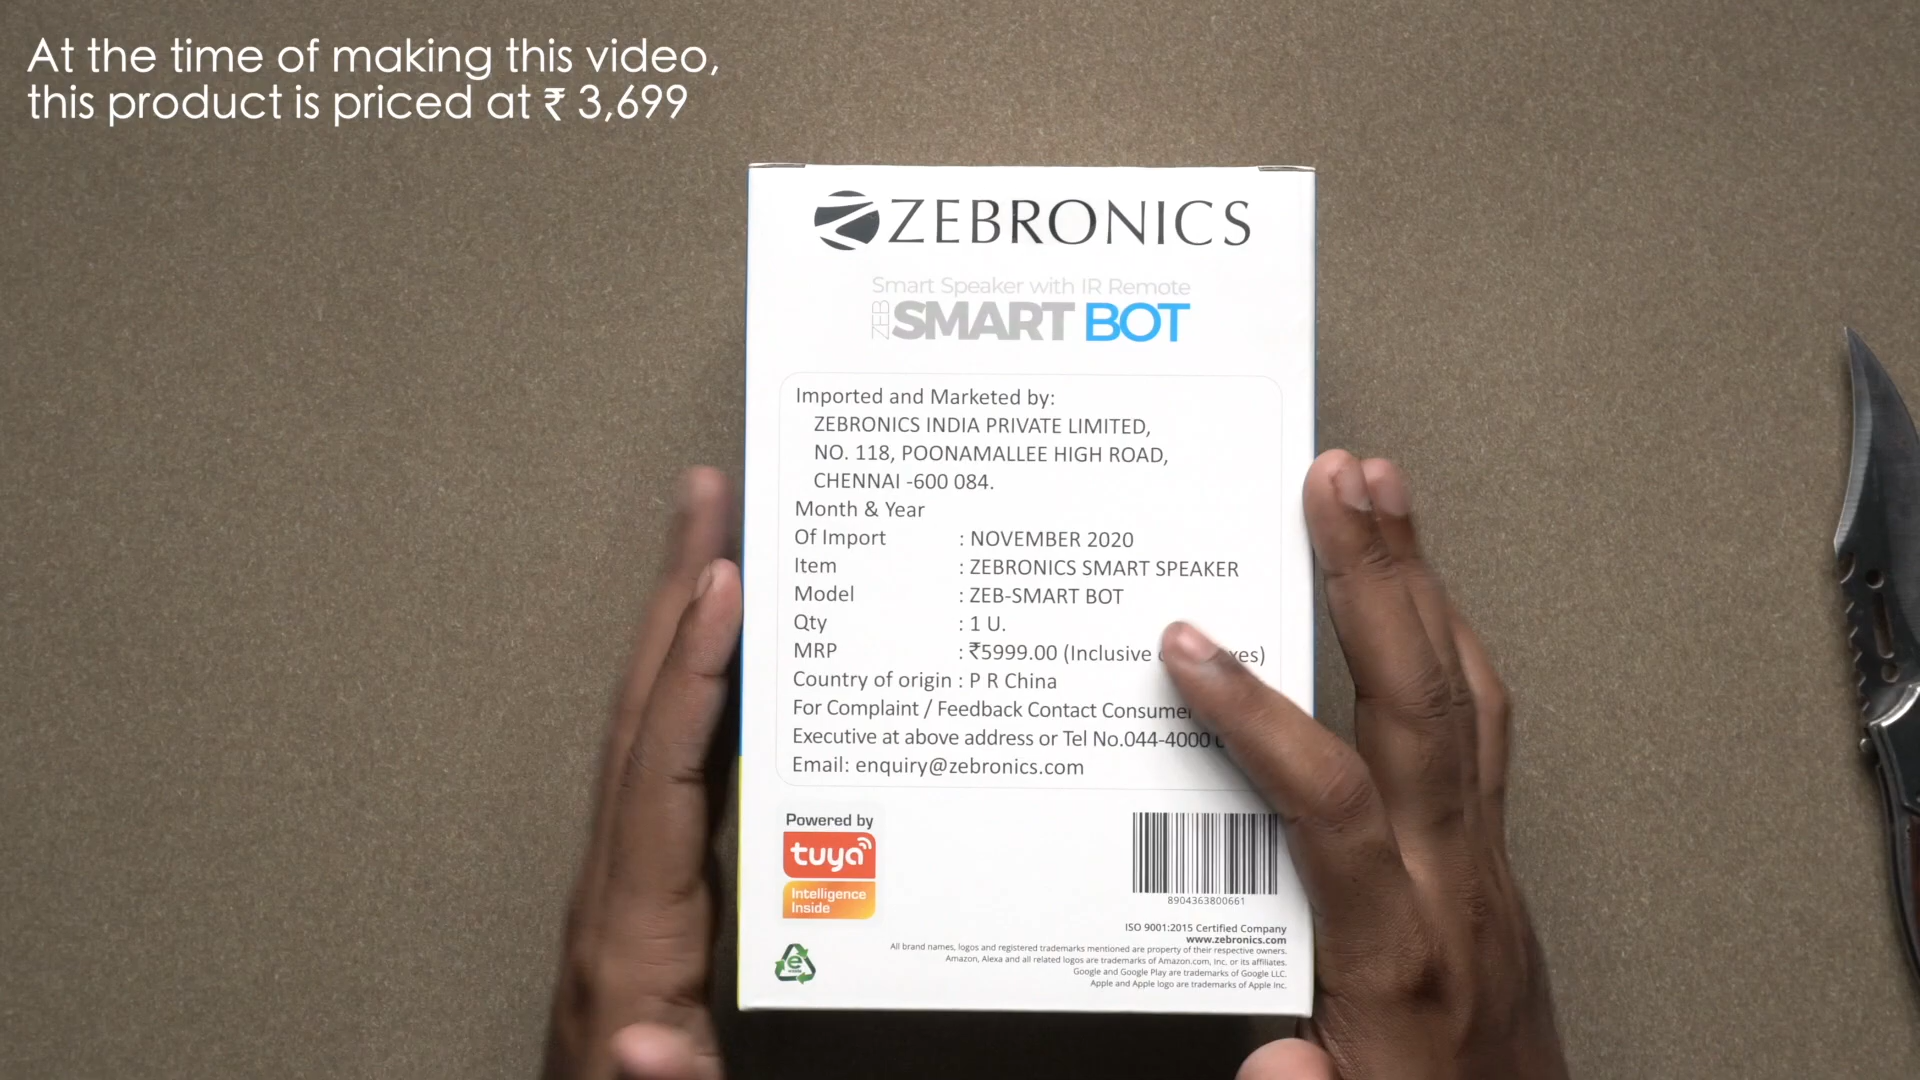 At the time of making this video,
this product is priced at ₹ 3,699
ZEBRONICS
Smart Speaker with IR Remote
ZEB SMART BOT
Imported and Marketed by:
ZEBRONICS INDIA PRIVATE LIMITED,
NO. 118, POONAMALLEE HIGH ROAD,
CHENNAI -600 084.
Month & Year
Of Import : NOVEMBER 2020
Item : ZEBRONICS SMART SPEAKER
Model : ZEB-SMART BOT
Qty : 1 U.
MRP : ₹5999.00 (Inclusive
Country of origin : P R China
For Complaint / Feedback Contact Consumer
Executive at above address or Tel No.044-4000
Email: enquiry@zebronics.com
Powered by
tuya
Intelligence
Inside
8904363800661
ISO 9001:2015 Certified Company
www.zebronics.com
All brand names, logos and registered trademarks mentioned are property of their respective owners.
Amazon, Alexa and all related logos are trademarks of Amazon.com, Inc. or its affiliates.
Google and Google Play are trademarks of Google LLC.
Apple and Apple logo are trademarks of Apple Inc.